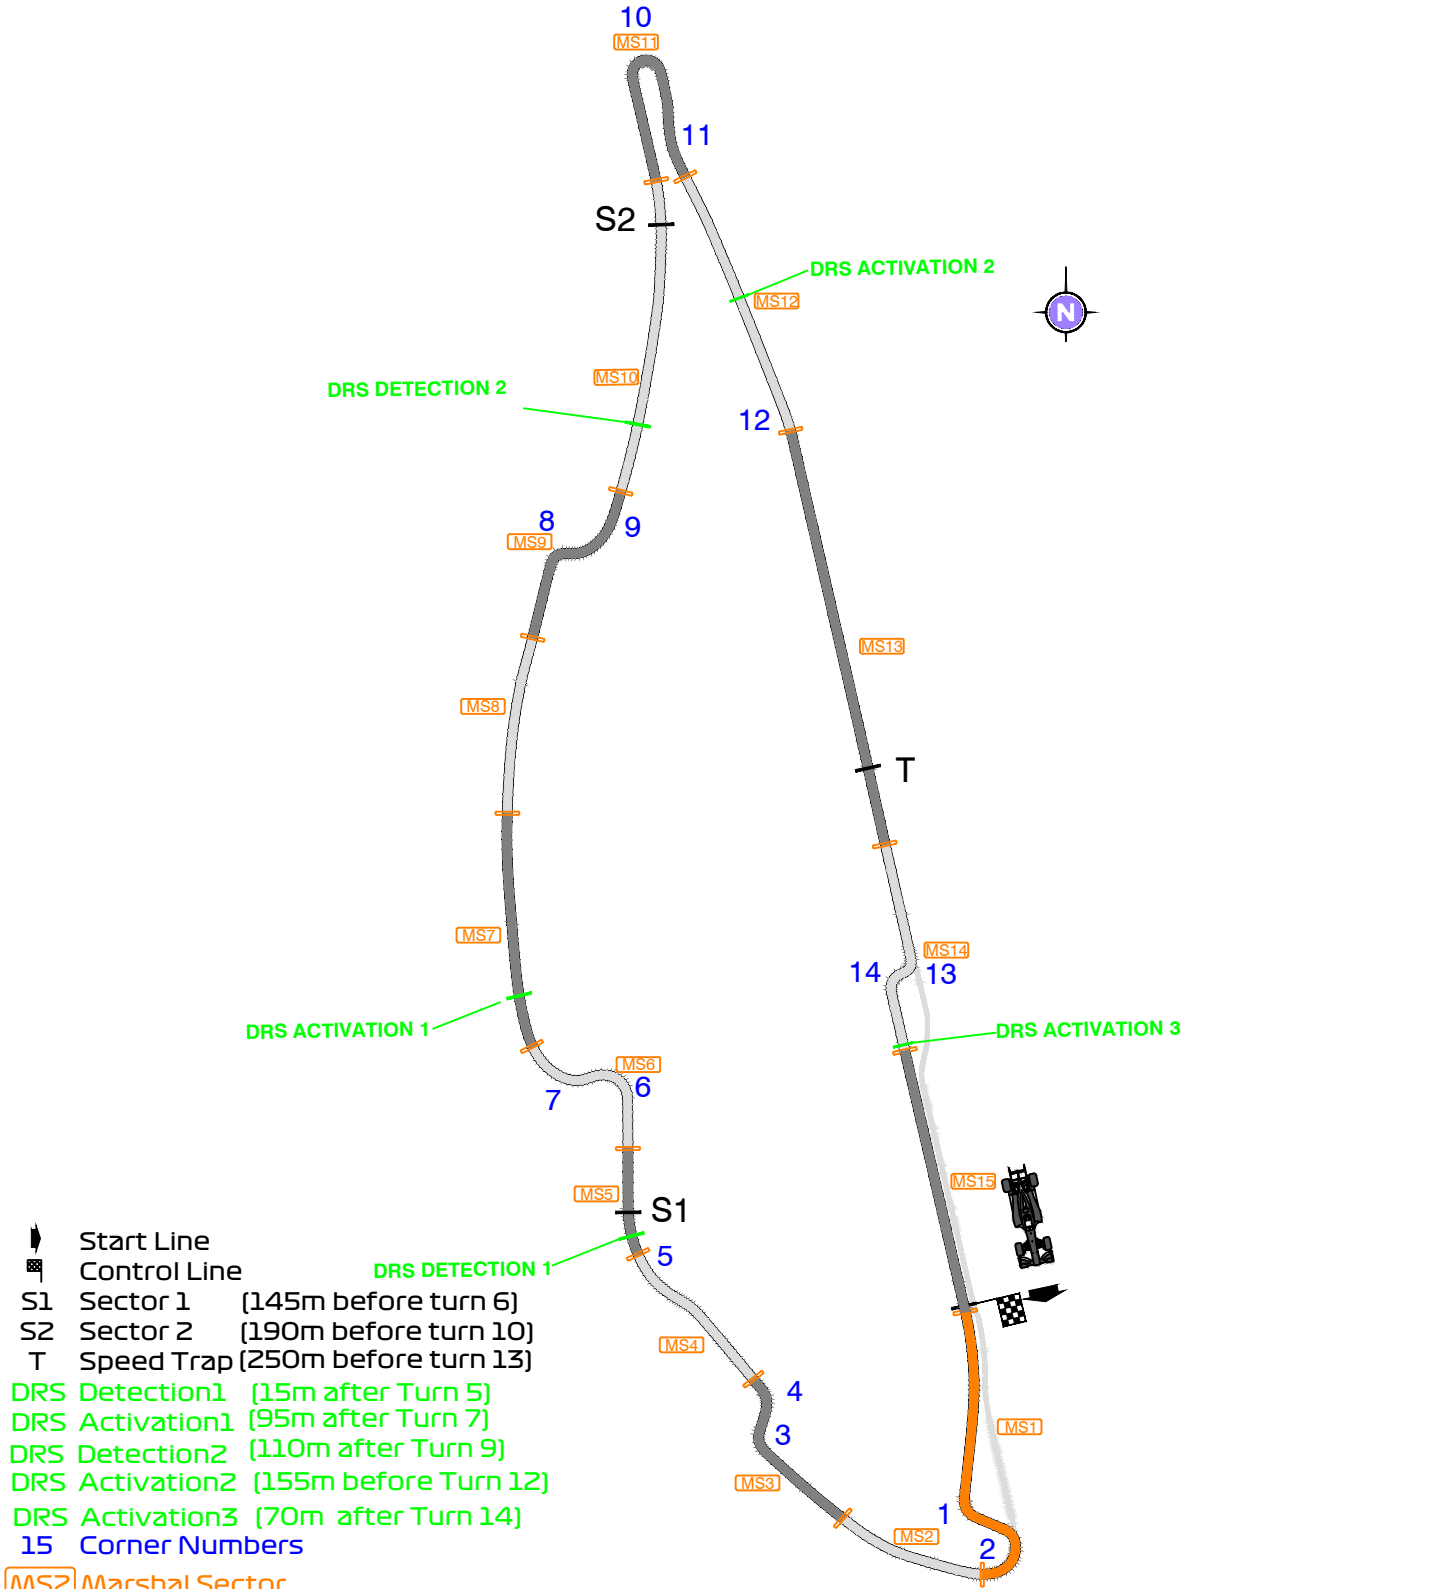 10
MS11
11
S2
DRS ACTIVATION 2
MS12
N
MS10
DRS DETECTION 2
12
8
MS9
9
MS13
MS8
T
MS7
MS14
14
13
DRS ACTIVATION 1
DRS ACTIVATION 3
MS6
6
7
MS5
S1
MS15
5
DRS DETECTION 1
MS4
4
3
MS3
MS1
1
MS2
2
Start Line
Control Line
S1 Sector 1 (145m before turn 6)
S2 Sector 2 (190m before turn 10)
T Speed Trap (250m before turn 13)
DRS Detection1 (15m after Turn 5)
DRS Activation1 (95m after Turn 7)
DRS Detection2 (110m after Turn 9)
DRS Activation2 (155m before Turn 12)
DRS Activation3 (70m after Turn 14)
15 Corner Numbers
MS2 Marshal Sector